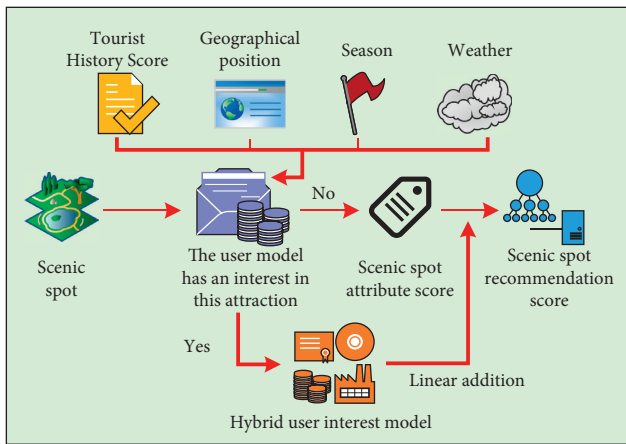 Tourist
History Score
Geographical
position
Season
Weather
No
Yes
Scenic
spot
The user model
has an interest in
this attraction
Scenic spot
attribute score
Scenic spot
recommendation
score
Linear addition
Hybrid user interest model